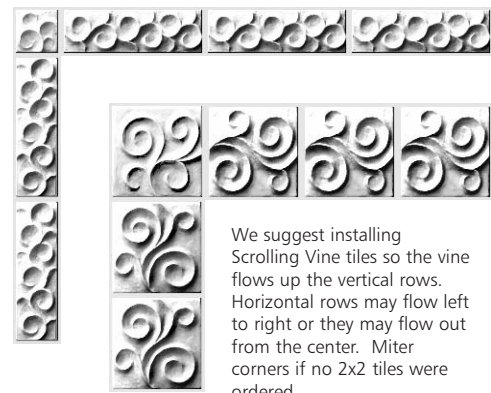 We suggest installing
Scrolling Vine tiles so the vine
flows up the vertical rows.
Horizontal rows may flow left
to right or they may flow out
from the center.  Miter
corners if no 2x2 tiles were
ordered